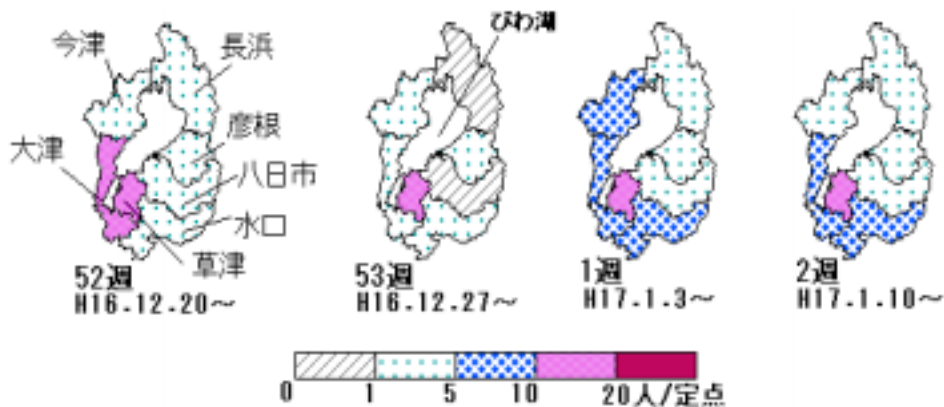 びわ湖
今津
長浜
彦根
大津
八日市
水口
草津
52週
H16.12.20～
53週
H16.12.27～
1週
H17.1.3～
2週
H17.1.10～
0 1 5 10 20人/定点